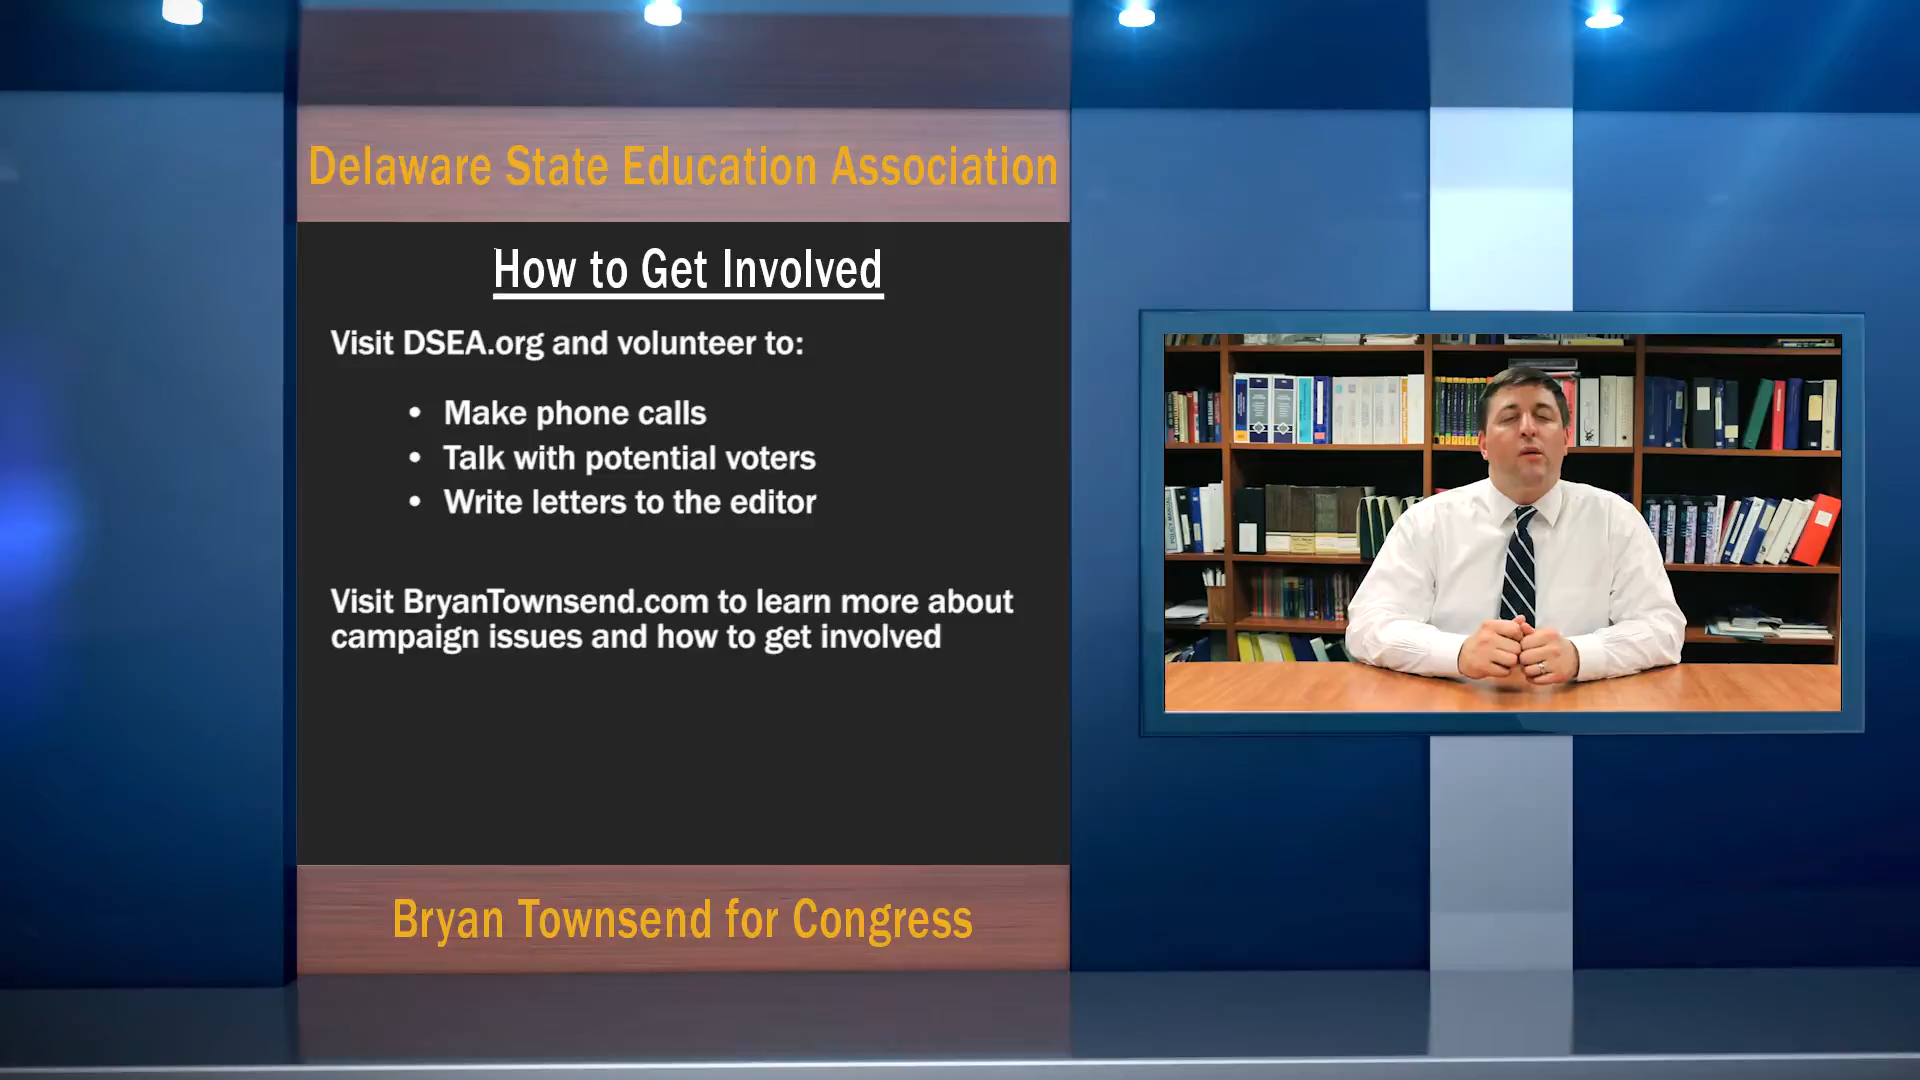 Delaware State Education Association
How to Get Involved
Visit DSEA.org and volunteer to:
• Make phone calls
• Talk with potential voters
• Write letters to the editor
Visit BryanTownsend.com to learn more about
campaign issues and how to get involved
Bryan Townsend for Congress